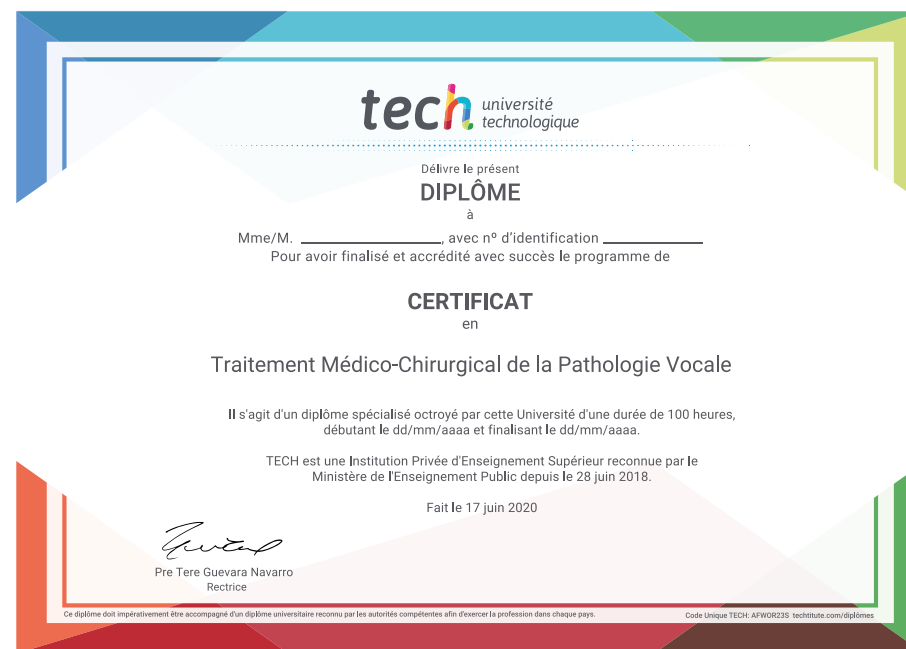 tech université
technologique
Délivre le présent
DIPLÔME
à
Mme/M. ____________________, avec nº d'identification ______________
Pour avoir finalisé et accrédité avec succès le programme de
CERTIFICAT
en
Traitement Médico-Chirurgical de la Pathologie Vocale
Il s'agit d'un diplôme spécialisé octroyé par cette Université d'une durée de 100 heures,
débutant le dd/mm/aaaa et finalisant le dd/mm/aaaa.
TECH est une Institution Privée d'Enseignement Supérieur reconnue par le
Ministère de l'Enseignement Public depuis le 28 juin 2018.
Fait le 17 juin 2020
Pre Tere Guevara Navarro
Rectrice
Ce diplôme doit impérativement être accompagné d'un diplôme universitaire reconnu par les autorités compétentes afin d'exercer la profession dans chaque pays.
Code Unique TECH: AFWOR23S techtitute.com/diplômes